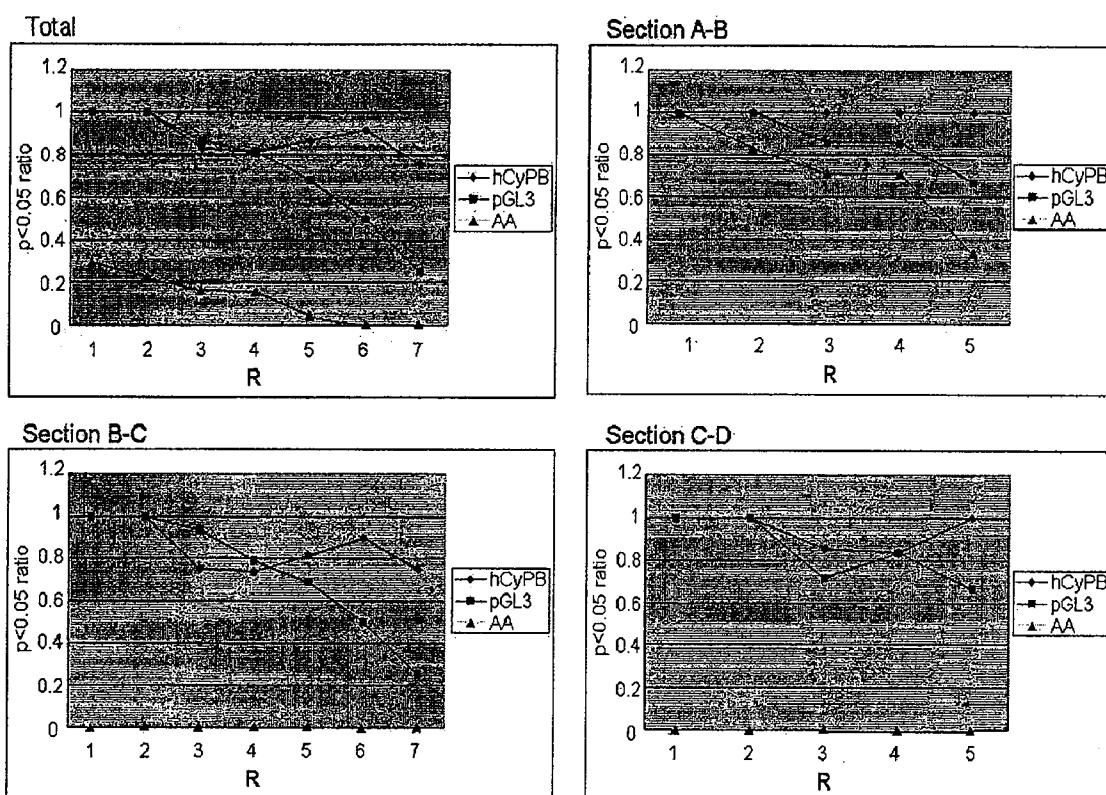 Total
1.2
1
0.8
0.6
0.4
0.2
0
p<0.05 ratio
1 2 3 4 5 6 7
R
hCyPB
pGL3
AA
Section A-B
1.2
1
0.8
0.6
0.4
0.2
0
p<0.05 ratio
1 2 3 4 5
R
hCyPB
pGL3
AA
Section B-C
1.2
1
0.8
0.6
0.4
0.2
0
p<0.05 ratio
1 2 3 4 5 6 7
R
hCyPB
pGL3
AA
Section C-D
1.2
1
0.8
0.6
0.4
0.2
0
p<0.05 ratio
1 2 3 4 5
R
hCyPB
pGL3
AA